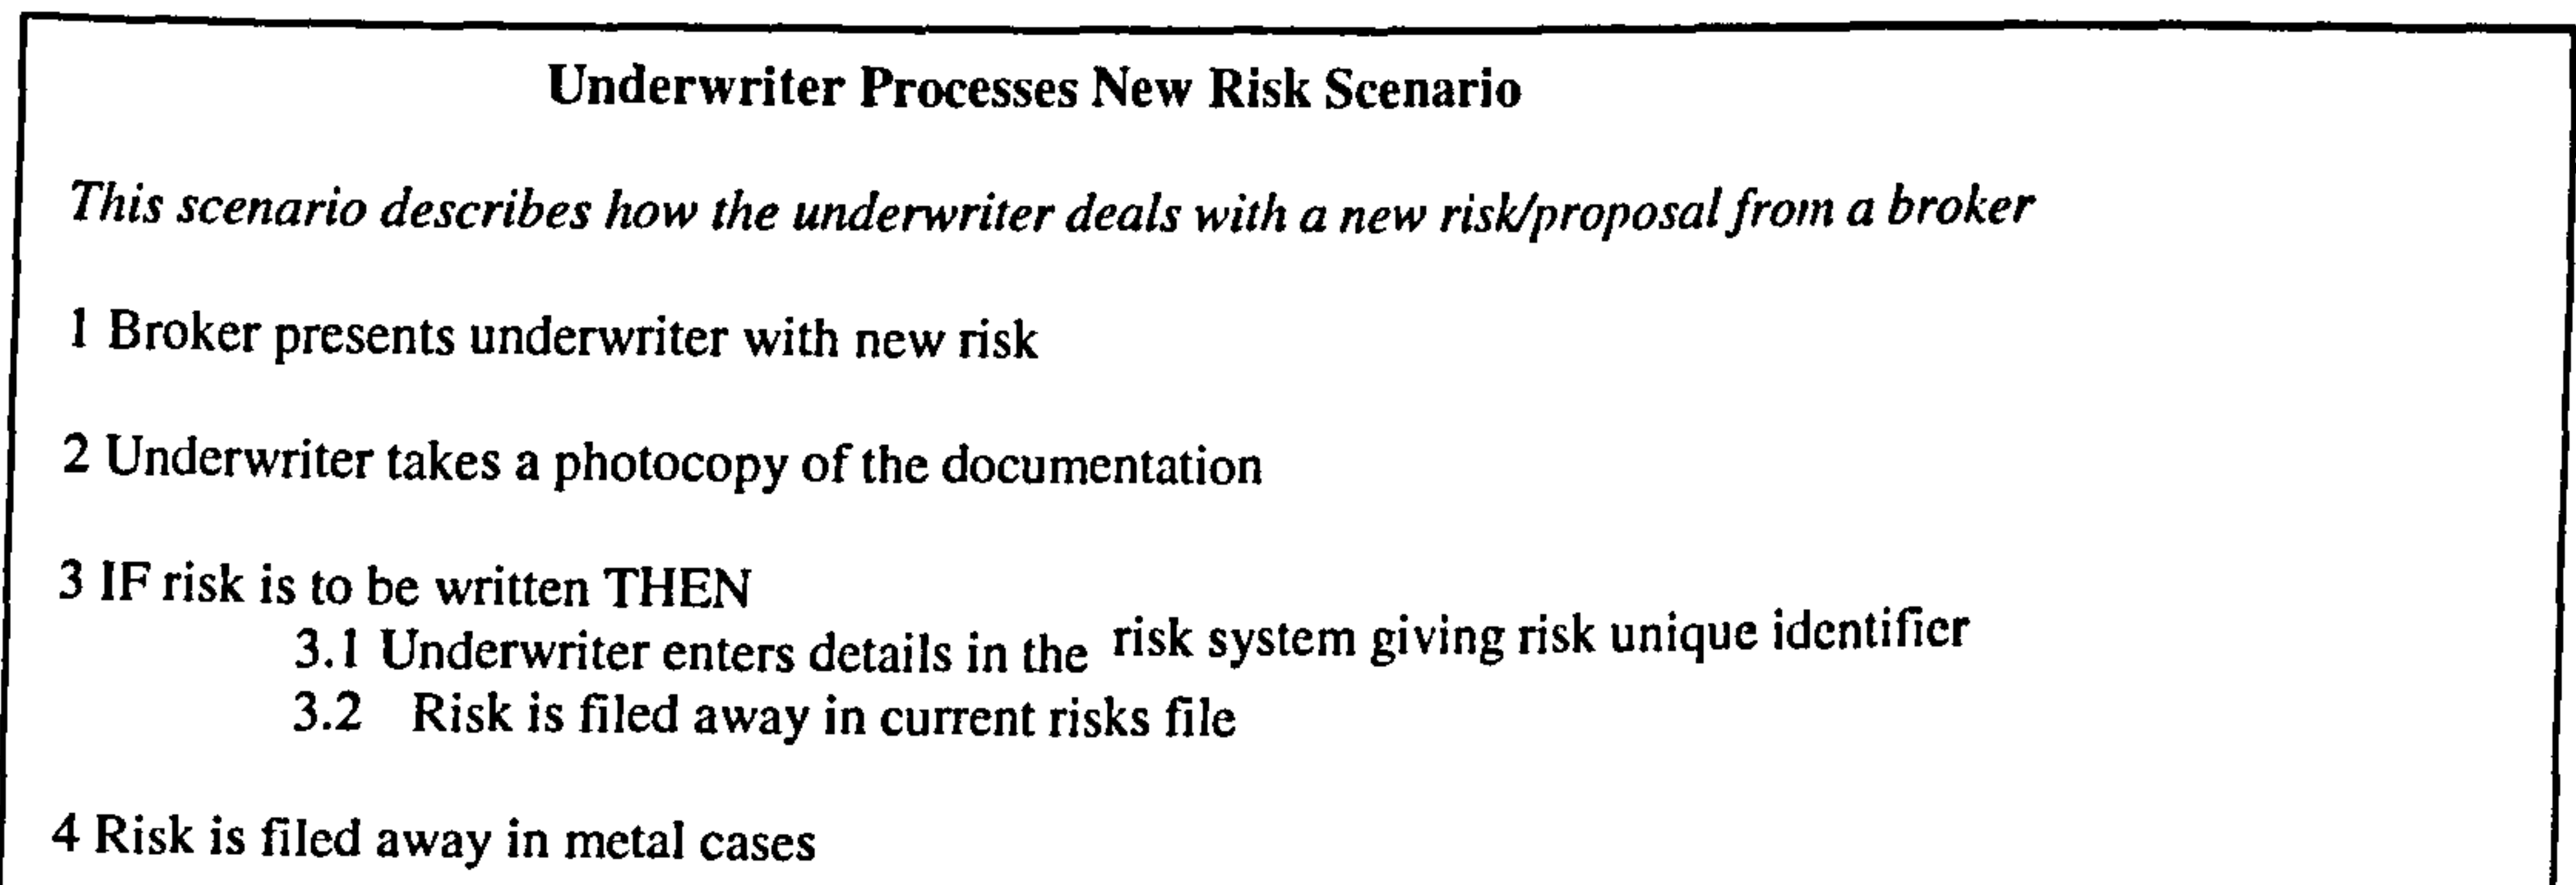 Underwriter Processes New Risk Scenario
This scenario describes how the underwriter deals with a new risk/proposal from a broker
1 Broker presents underwriter with new risk
2 Underwriter takes a photocopy of the documentation
3 IF risk is to be written THEN
3.1 Underwriter enters details in the risk system giving risk unique identifier
3.2 Risk is filed away in current risks file
4 Risk is filed away in metal cases